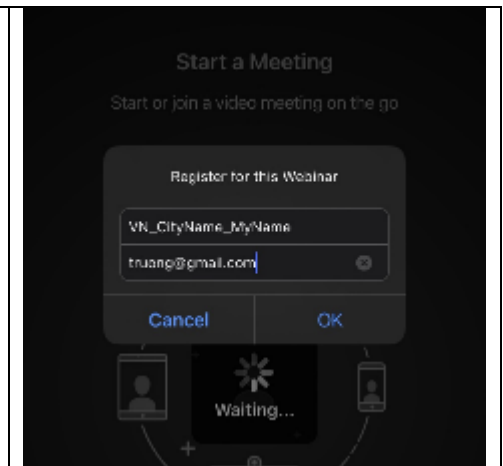 Start a Meeting
Start or join a video meeting on the go
Register for this Webinar
VN_CityName_MyName
truong@gmail.com
Cancel
OK
Waiting...